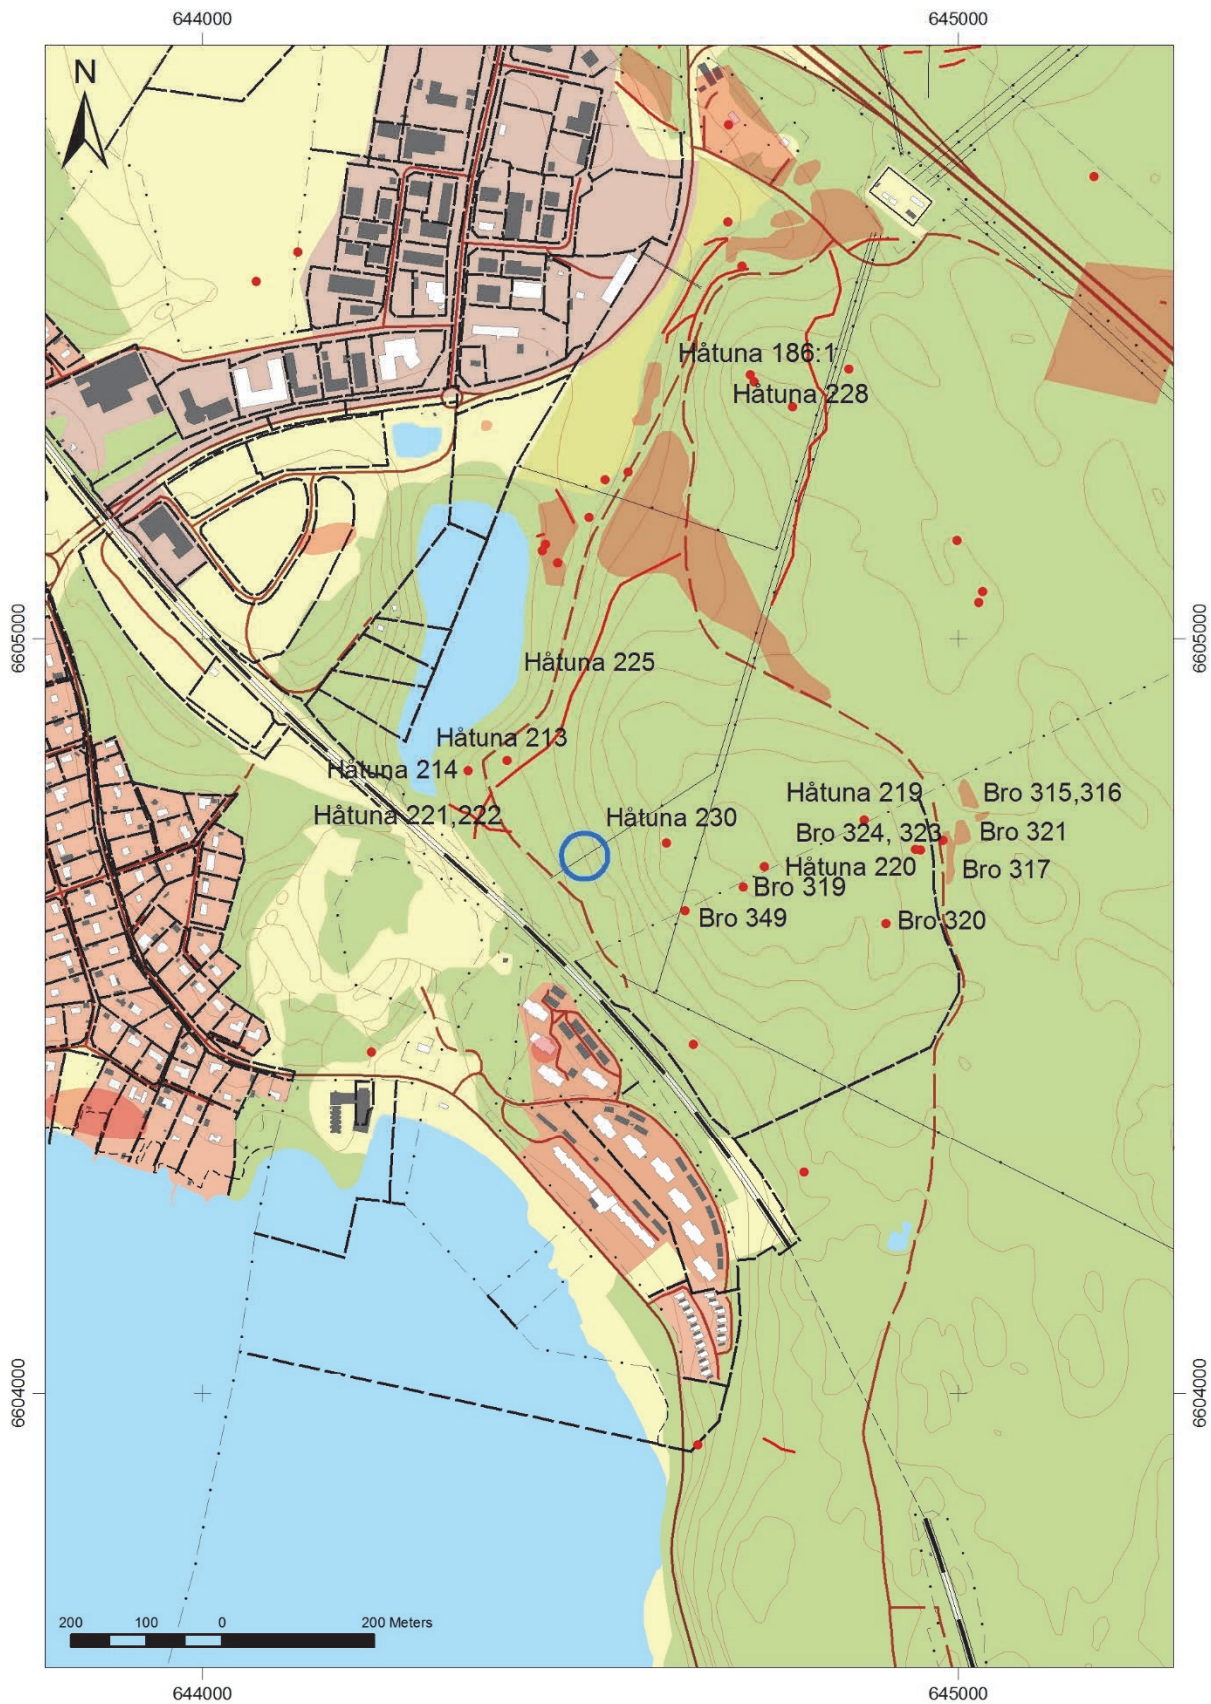 644000 645000
N
Håtuna 186:1
Håtuna 228
6605000 6605000
Håtuna 225
Håtuna 213
Håtuna 214
Håtuna 219 Bro 315,316
Håtuna 221,222 Håtuna 230
Bro 324, 323 Bro 321
Håtuna 220 Bro 317
Bro 319
Bro 349 Bro 320
6604000 6604000
200 100 0 200 Meters
644000 645000